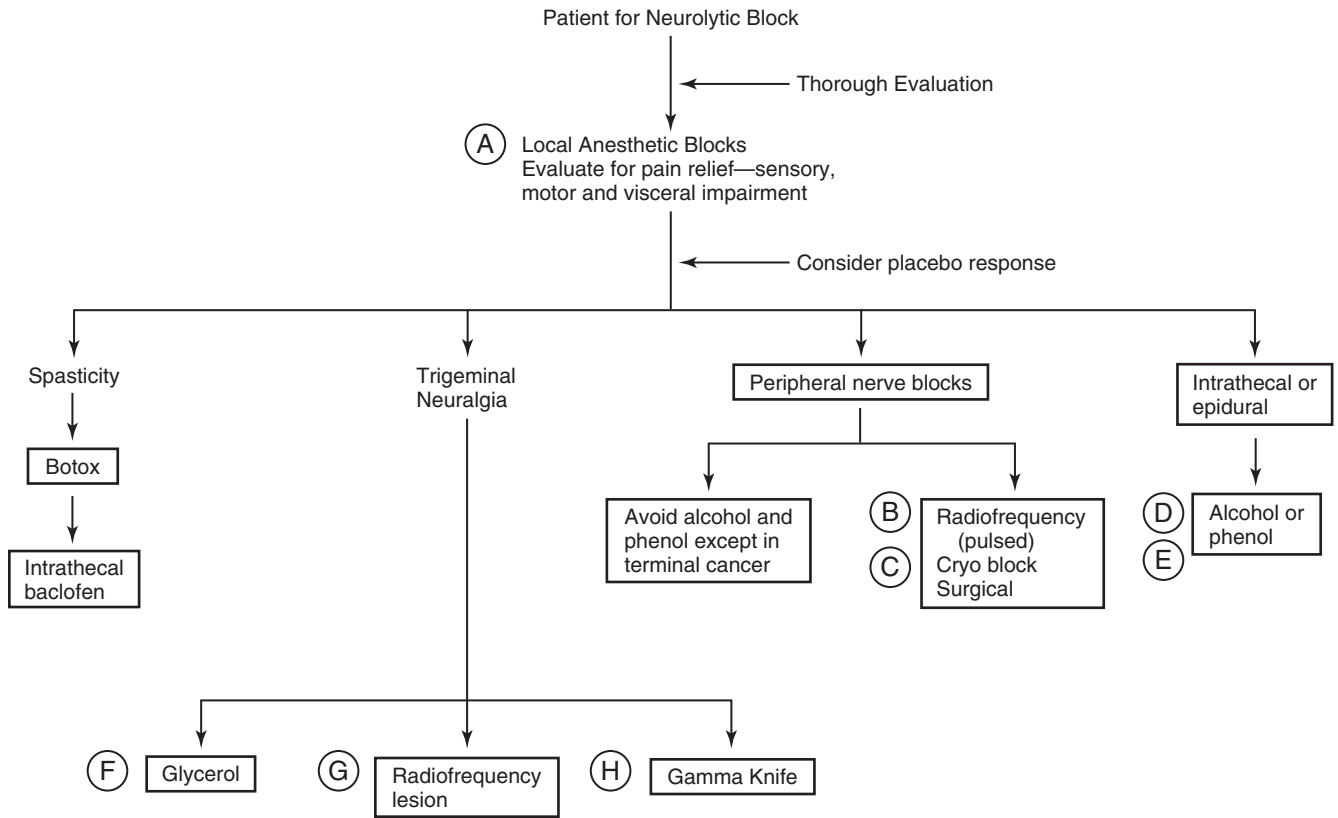 Patient for Neurolytic Block
Thorough Evaluation
A
Local Anesthetic Blocks
Evaluate for pain relief—sensory,
motor and visceral impairment
Consider placebo response
Spasticity
Botox
Intrathecal
baclofen
Trigeminal
Neuralgia
F
Glycerol
G
Radiofrequency
lesion
H
Gamma Knife
Peripheral nerve blocks
Avoid alcohol and
phenol except in
terminal cancer
B
C
Radiofrequency
(pulsed)
Cryo block
Surgical
Intrathecal or
epidural
D
E
Alcohol or
phenol